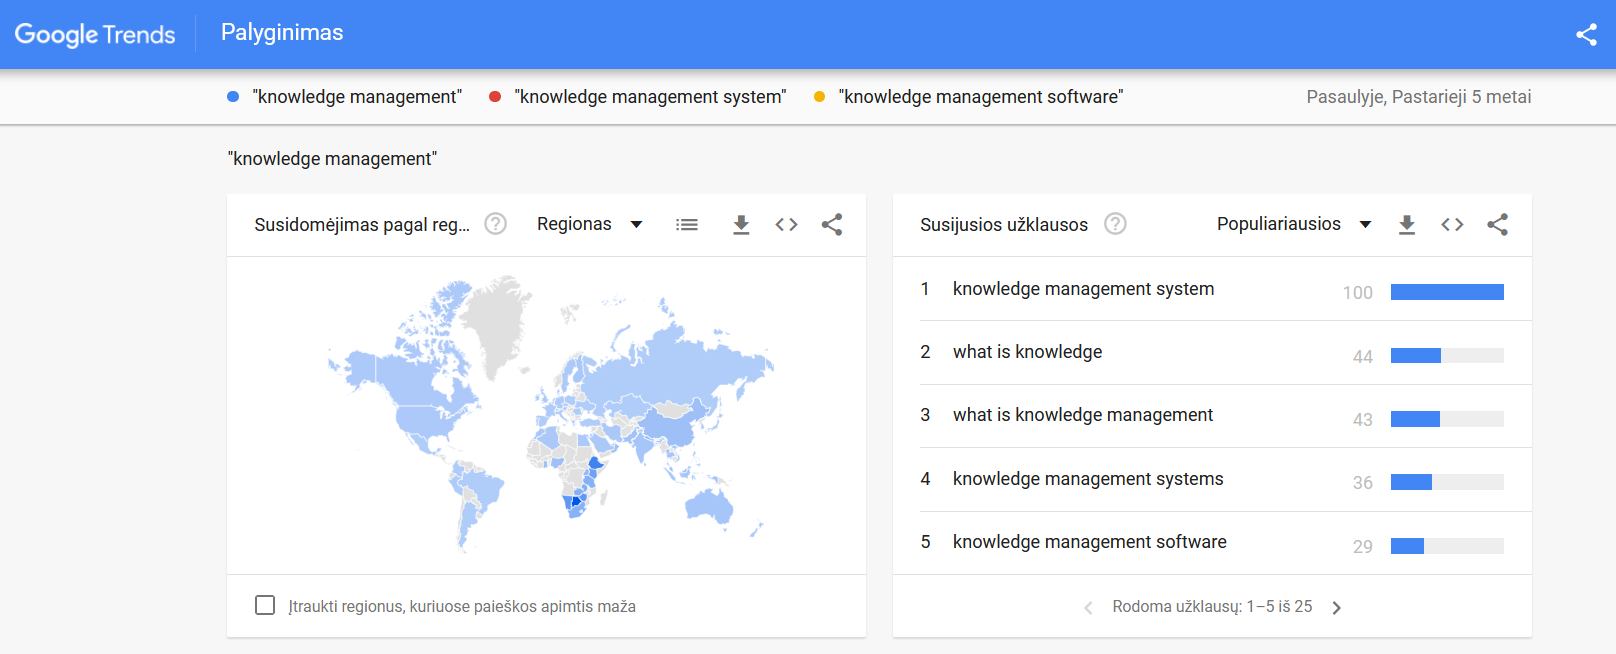 Google Trends Palyginimas
"knowledge management" "knowledge management system" "knowledge management software" Pasaulyje, Pastarieji 5 metai
"knowledge management"
Susidomėjimas pagal reg... ? Regionas
Įtraukti regionus, kuriuose paieškos apimtis maža
Susijusios užklausos ? Populiariausios
1 knowledge management system 100
2 what is knowledge 44
3 what is knowledge management 43
4 knowledge management systems 36
5 knowledge management software 29
Rodoma užklausų: 1–5 iš 25